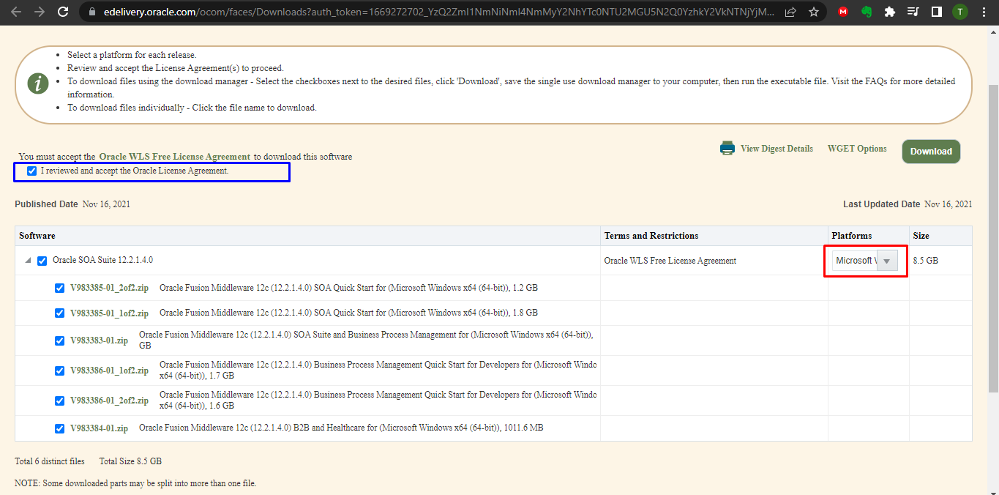 edelivery.oracle.com/ocom/faces/Downloads?auth_token=1669272702_YzQ2ZmI1NmNiNmI4NmMyY2NhYTc0NTU2MGU5N2Q0YzhkY2VkNTNjYjM...
M
T
Select a platform for each release.
Review and accept the License Agreement(s) to proceed.
To download files using the download manager - Select the checkboxes next to the desired files, click 'Download', save the single use download manager to your computer, then run the executable file. Visit the FAQs for more detailed
information.
To download files individually - Click the file name to download.
You must accept the Oracle WLS Free License Agreement to download this software
View Digest Details WGET Options Download
I reviewed and accept the Oracle License Agreement.
Published Date Nov 16, 2021 Last Updated Date Nov 16, 2021
Software Terms and Restrictions Platforms Size
Oracle SOA Suite 12.2.1.4.0 Oracle WLS Free License Agreement Microsoft 8.5 GB
V983385-01_2of2.zip Oracle Fusion Middleware 12c (12.2.1.4.0) SOA Quick Start for (Microsoft Windows x64 (64-bit)), 1.2 GB
V983385-01_1of2.zip Oracle Fusion Middleware 12c (12.2.1.4.0) SOA Quick Start for (Microsoft Windows x64 (64-bit)), 1.8 GB
V983383-01.zip Oracle Fusion Middleware 12c (12.2.1.4.0) SOA Suite and Business Process Management for (Microsoft Windows x64 (64-bit)),
GB
V983386-01_1of2.zip Oracle Fusion Middleware 12c (12.2.1.4.0) Business Process Management Quick Start for Developers for (Microsoft Windo
x64 (64-bit)), 1.7 GB
V983386-01_2of2.zip Oracle Fusion Middleware 12c (12.2.1.4.0) Business Process Management Quick Start for Developers for (Microsoft Windo
x64 (64-bit)), 1.6 GB
V983384-01.zip Oracle Fusion Middleware 12c (12.2.1.4.0) B2B and Healthcare for (Microsoft Windows x64 (64-bit)), 1011.6 MB
Total 6 distinct files Total Size 8.5 GB
NOTE: Some downloaded parts may be split into more than one file.